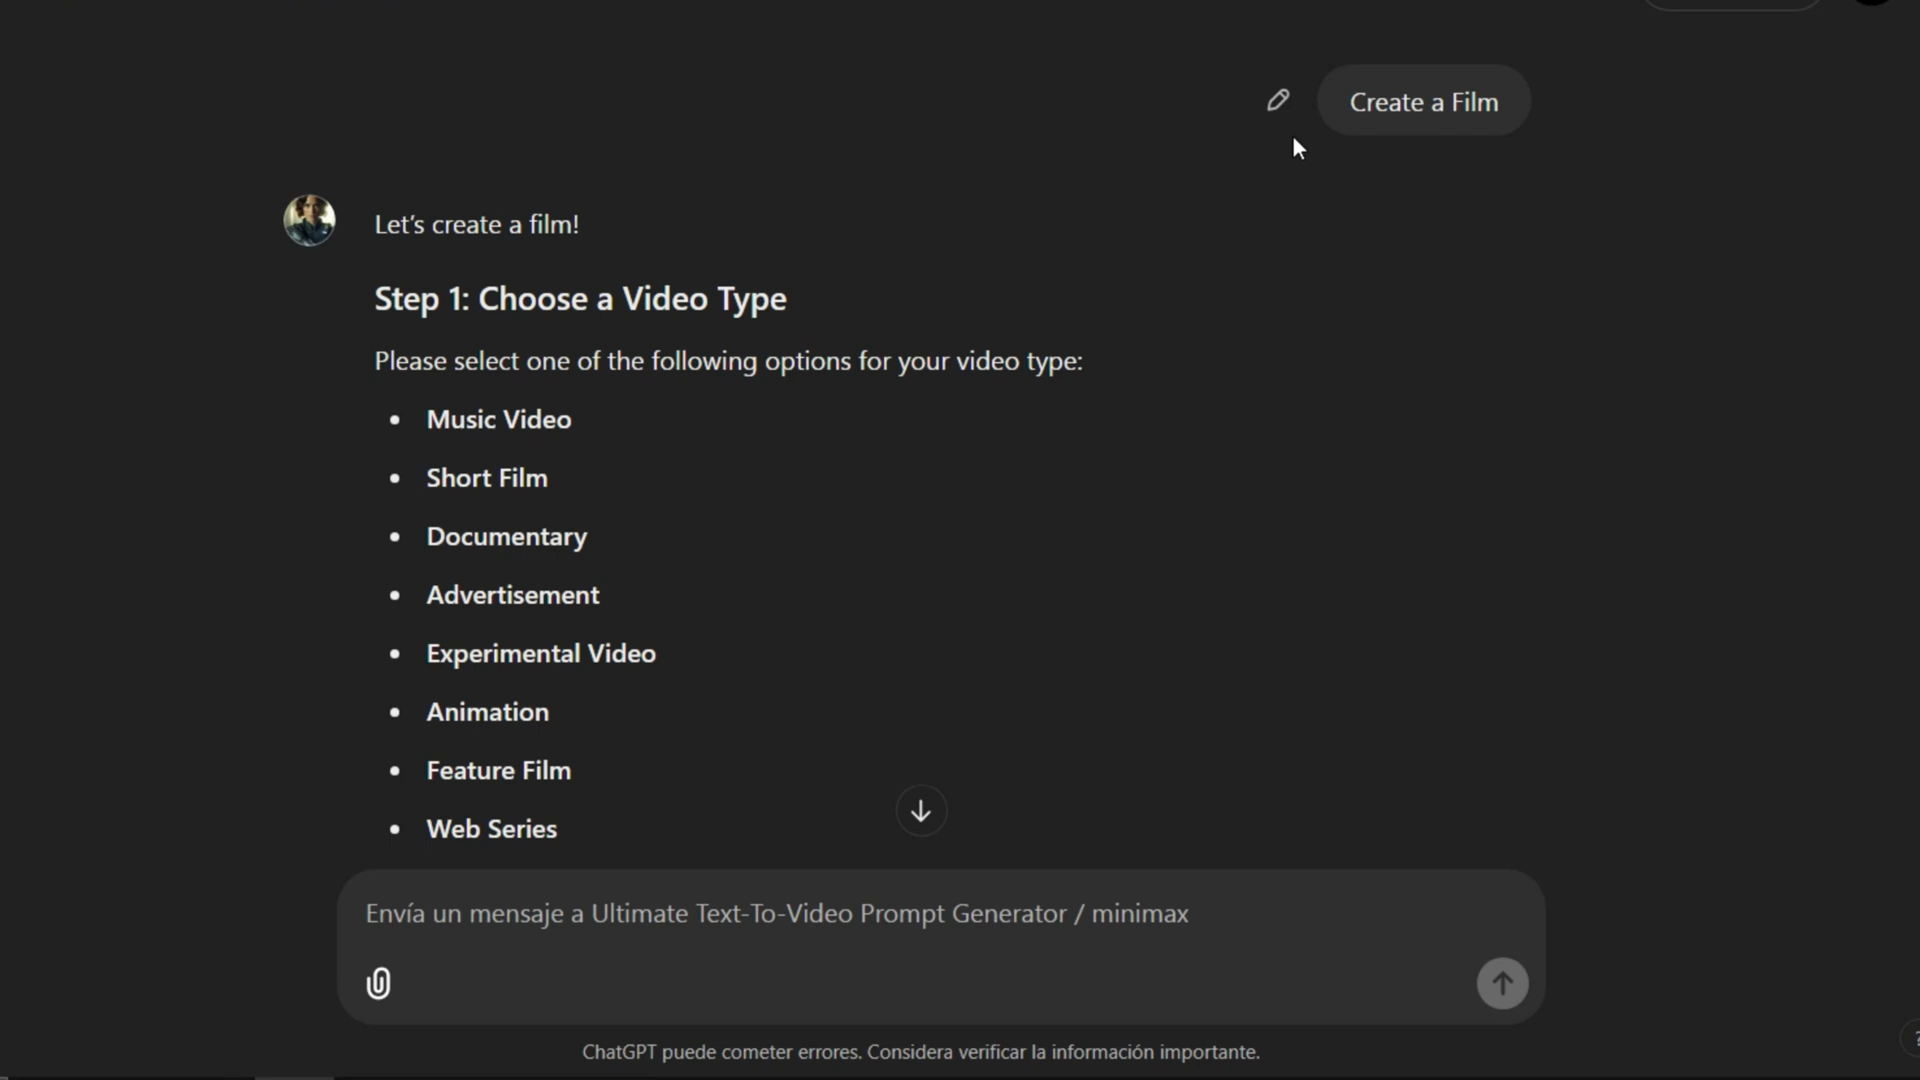 Create a Film
Let's create a film!
Step 1: Choose a Video Type
Please select one of the following options for your video type:
• Music Video
• Short Film
• Documentary
• Advertisement
• Experimental Video
• Animation
• Feature Film
• Web Series
Envía un mensaje a Ultimate Text-To-Video Prompt Generator / minimax
ChatGPT puede cometer errores. Considera verificar la información importante.
?